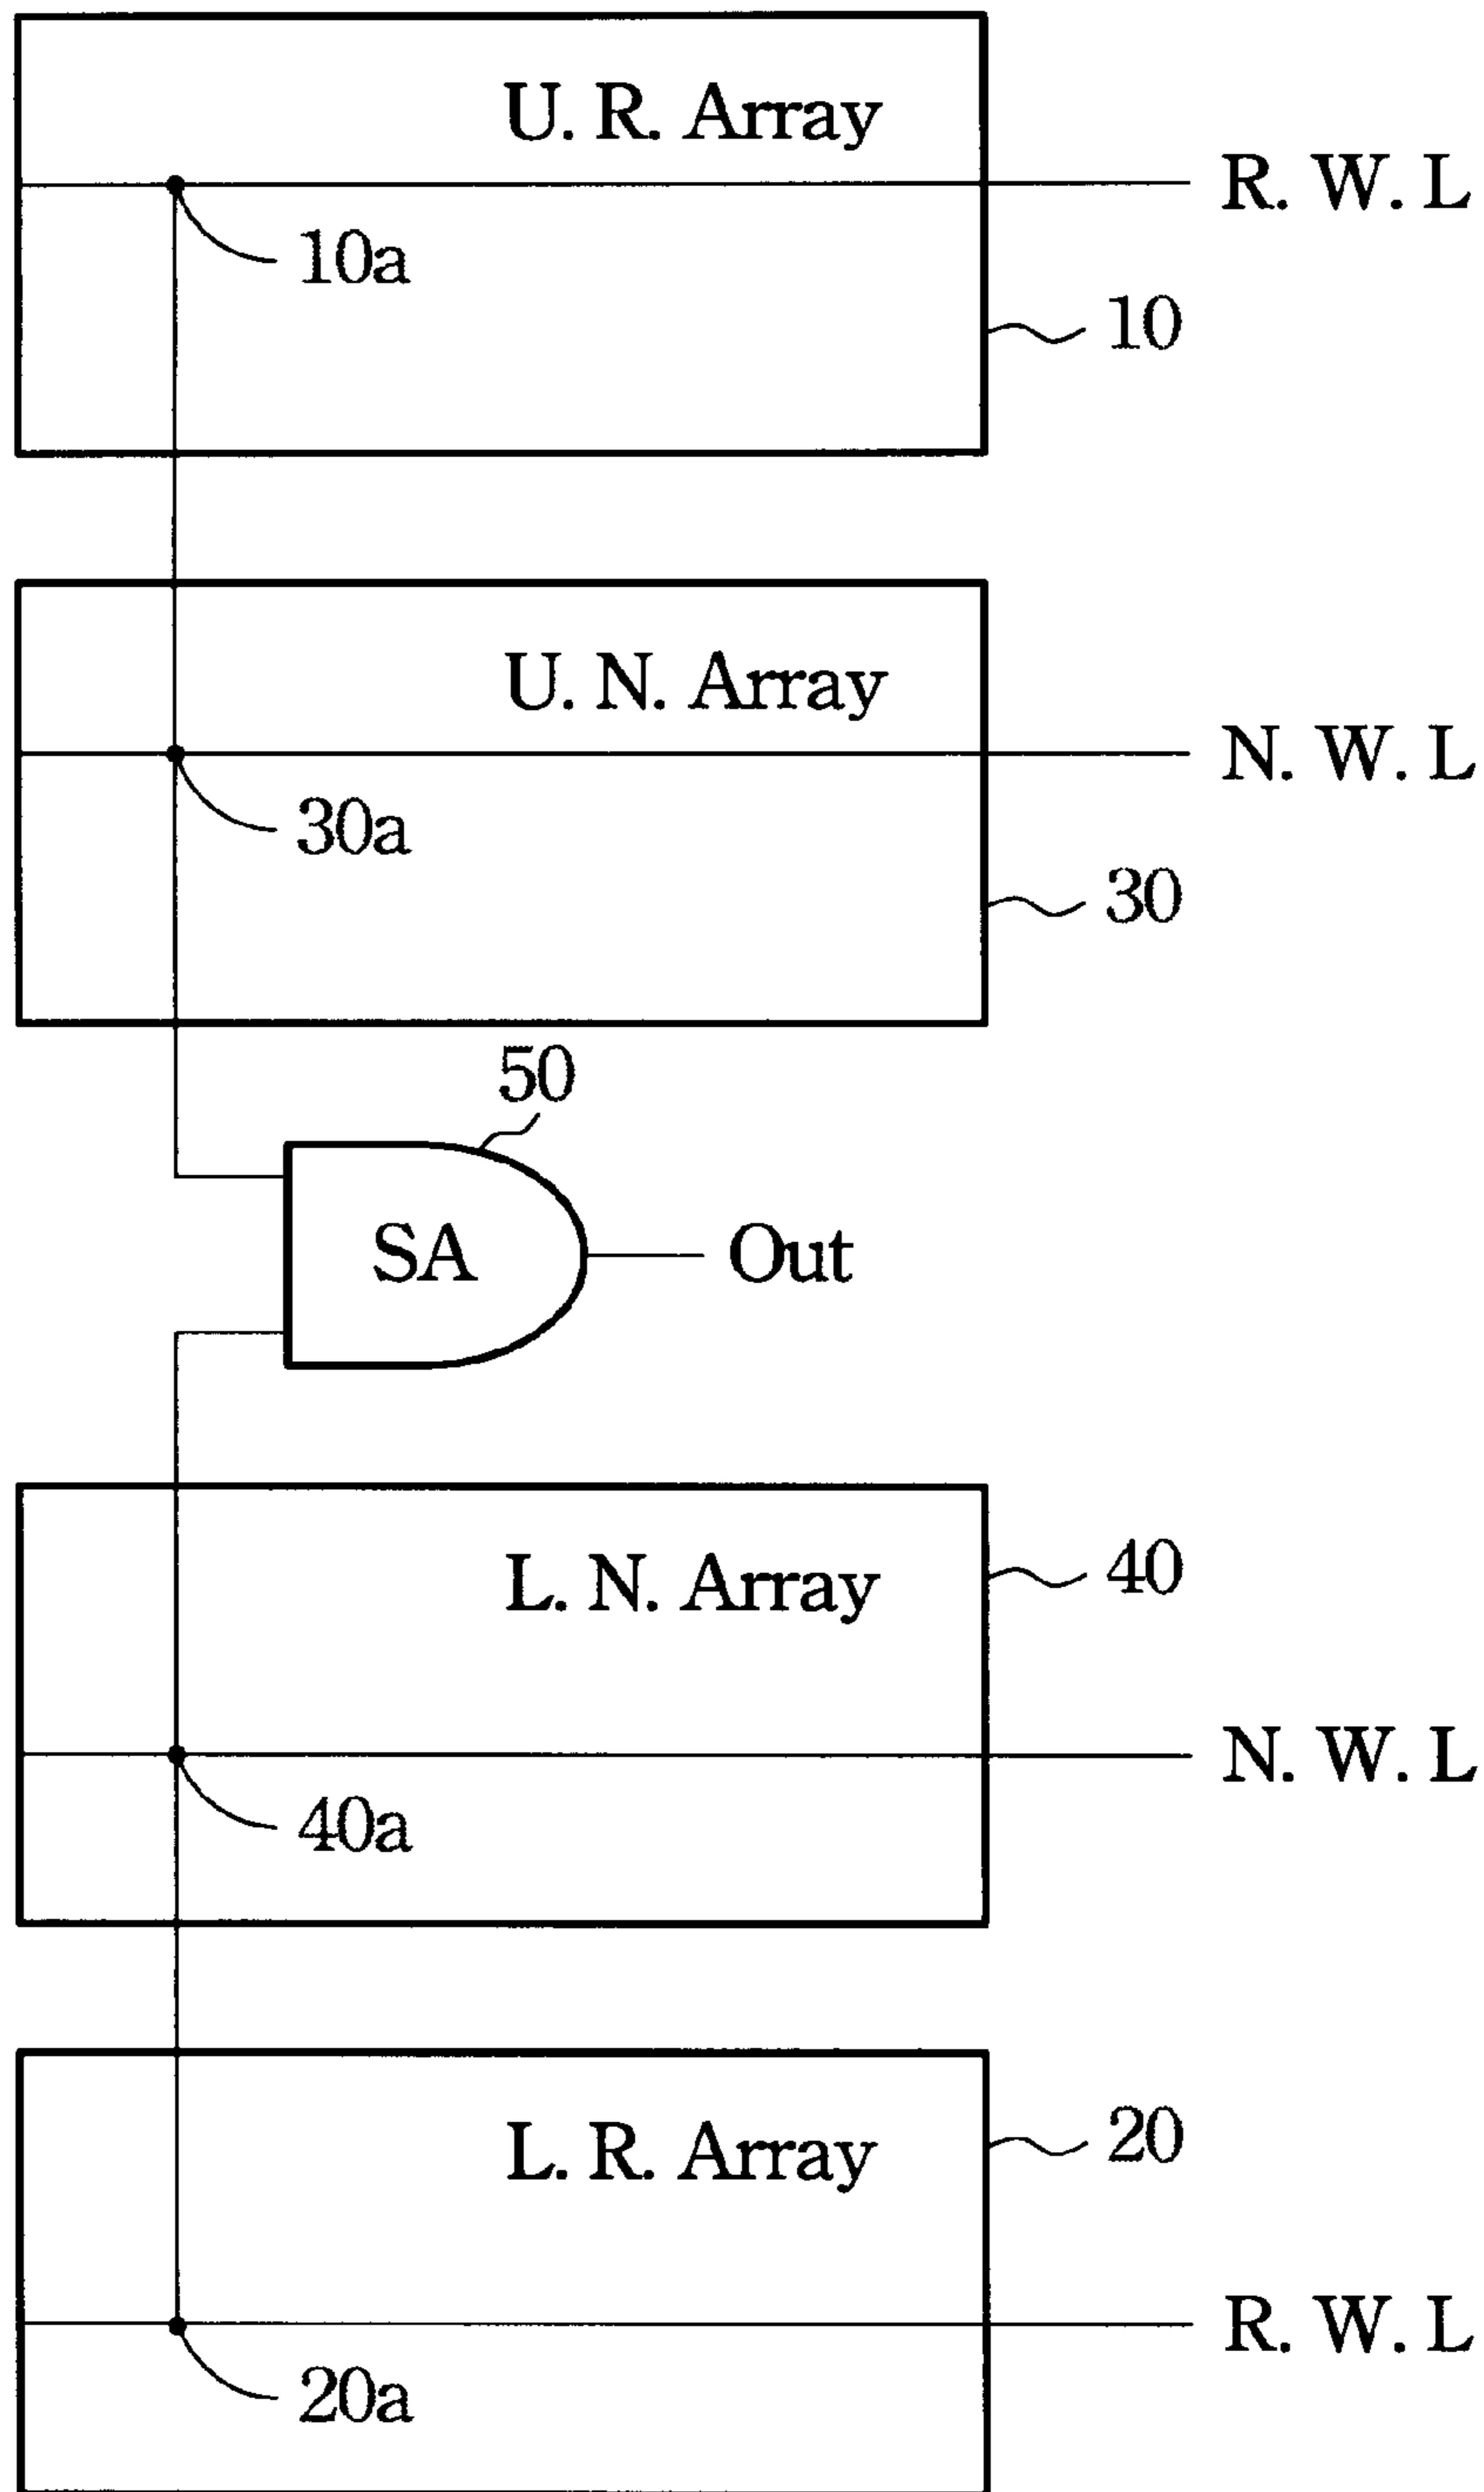 U. R. Array
R. W. L
10a
10
U. N. Array
N. W. L
30a
30
50
SA
Out
L. N. Array
40
N. W. L
40a
L. R. Array
20
R. W. L
20a